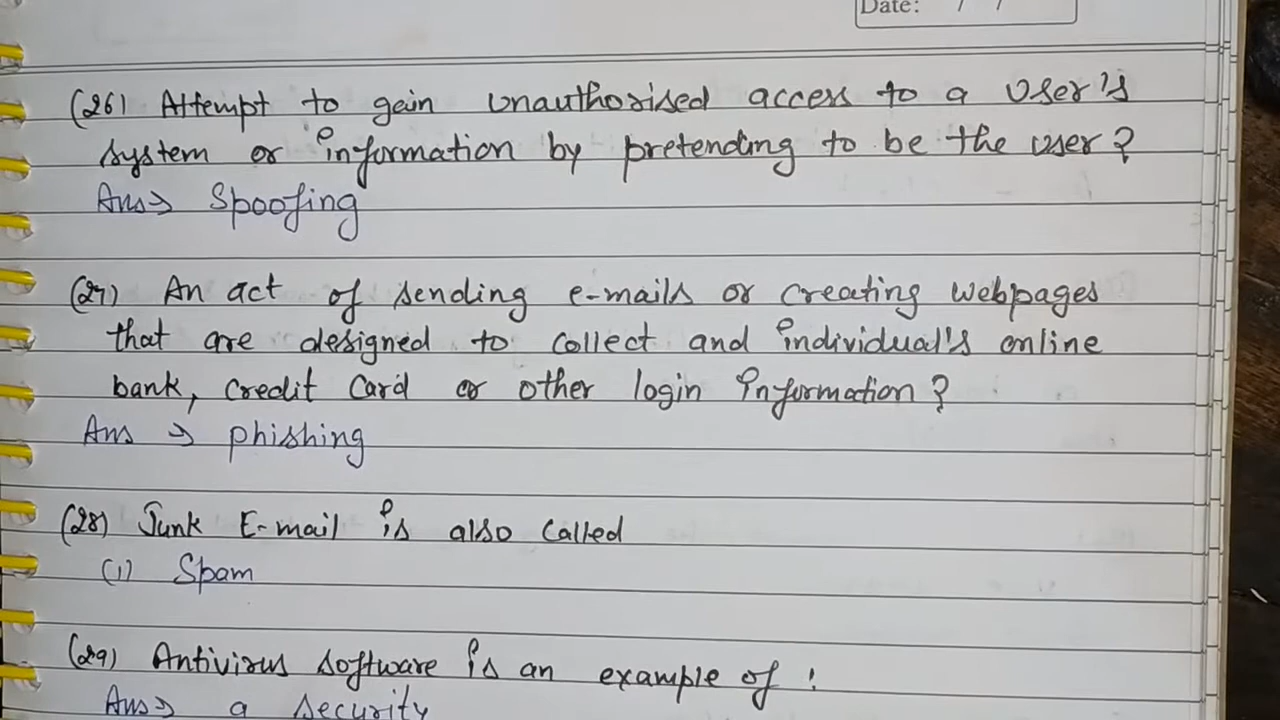 Date: / /
(26) Attempt to gain unauthorised access to a user's
system or information by pretending to be the user?
Ans→ Spoofing
(27) An act of sending e-mails or creating webpages
that are designed to collect and individual's online
bank, credit card or other login information?
Ans → phishing
(28) Junk E-mail is also called
(1) Spam
(29) Antivirus software is an example of :
Ans→ a security